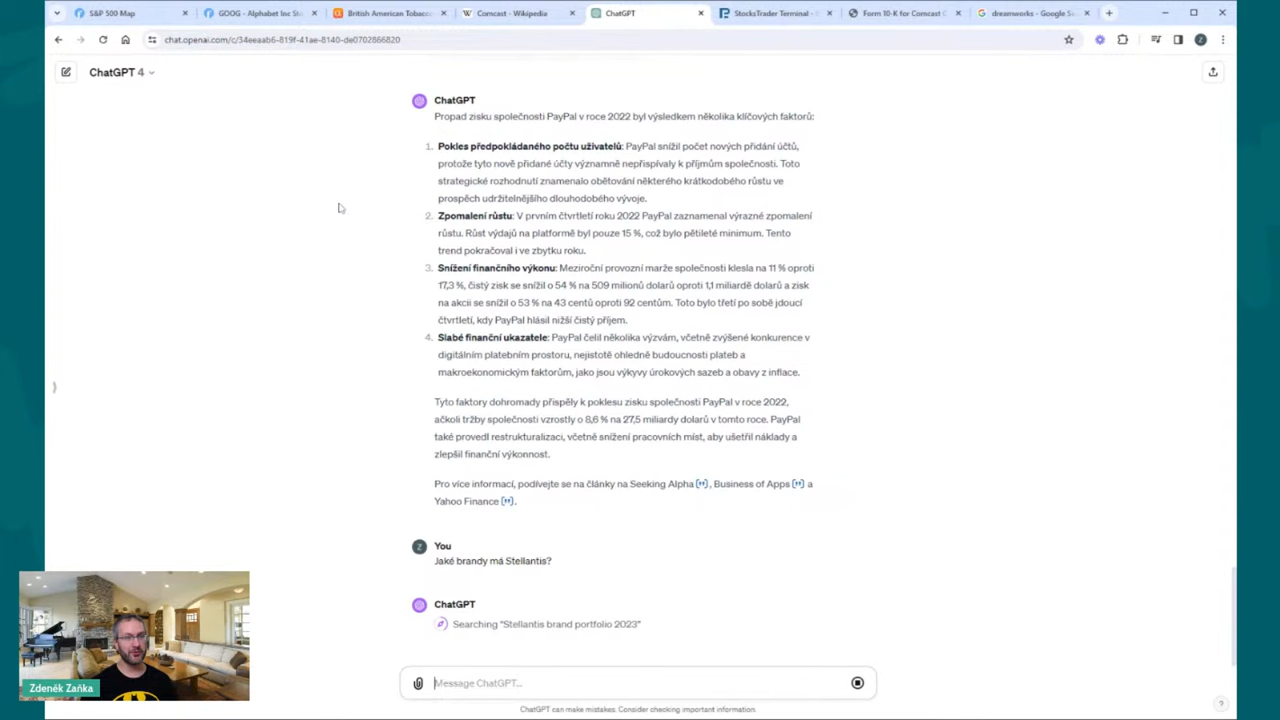 S&P 500 Map
GOOG - Alphabet Inc Sto
British American Tobacco
Comcast - Wikipedia
ChatGPT
StocksTrader Terminal -
Form 10-K for Comcast C
dreamworks - Google Sea
chat.openai.com/c/34eeaab6-819f-41ae-8140-de0702866820
ChatGPT 4
ChatGPT
Propad zisku společnosti PayPal v roce 2022 byl výsledkem několika klíčových faktorů:
1. Pokles předpokládaného počtu uživatelů: PayPal snížil počet nových přidání účtů,
protože tyto nově přidané účty významně nepřispívaly k příjmům společnosti. Toto
strategické rozhodnutí znamenalo obětování některého krátkodobého růstu ve
prospěch udržitelnějšího dlouhodobého vývoje.
2. Zpomalení růstu: V prvním čtvrtletí roku 2022 PayPal zaznamenal výrazné zpomalení
růstu. Růst výdajů na platformě byl pouze 15 %, což bylo pětileté minimum. Tento
trend pokračoval i ve zbytku roku.
3. Snížení finančního výkonu: Meziroční provozní marže společnosti klesla na 11 % oproti
17,3 %, čistý zisk se snížil o 54 % na 509 milionů dolarů oproti 1,1 miliardě dolarů a zisk
na akcii se snížil o 53 % na 43 centů oproti 92 centům. Toto bylo třetí po sobě jdoucí
čtvrtletí, kdy PayPal hlásil nižší čistý příjem.
4. Slabé finanční ukazatele: PayPal čelil několika výzvám, včetně zvýšené konkurence v
digitálním platebním prostoru, nejistotě ohledně budoucnosti plateb a
makroekonomickým faktorům, jako jsou výkyvy úrokových sazeb a obavy z inflace.
Tyto faktory dohromady přispěly k poklesu zisku společnosti PayPal v roce 2022,
ačkoli tržby společnosti vzrostly o 8,6 % na 27,5 miliardy dolarů v tomto roce. PayPal
také provedl restrukturalizaci, včetně snížení pracovních míst, aby ušetřil náklady a
zlepšil finanční výkonnost.
Pro více informací, podívejte se na články na Seeking Alpha, Business of Apps a
Yahoo Finance.
Z
You
Jaké brandy má Stellantis?
ChatGPT
Searching "Stellantis brand portfolio 2023"
Message ChatGPT...
ChatGPT can make mistakes. Consider checking important information.
?
Zdeněk Zaňka